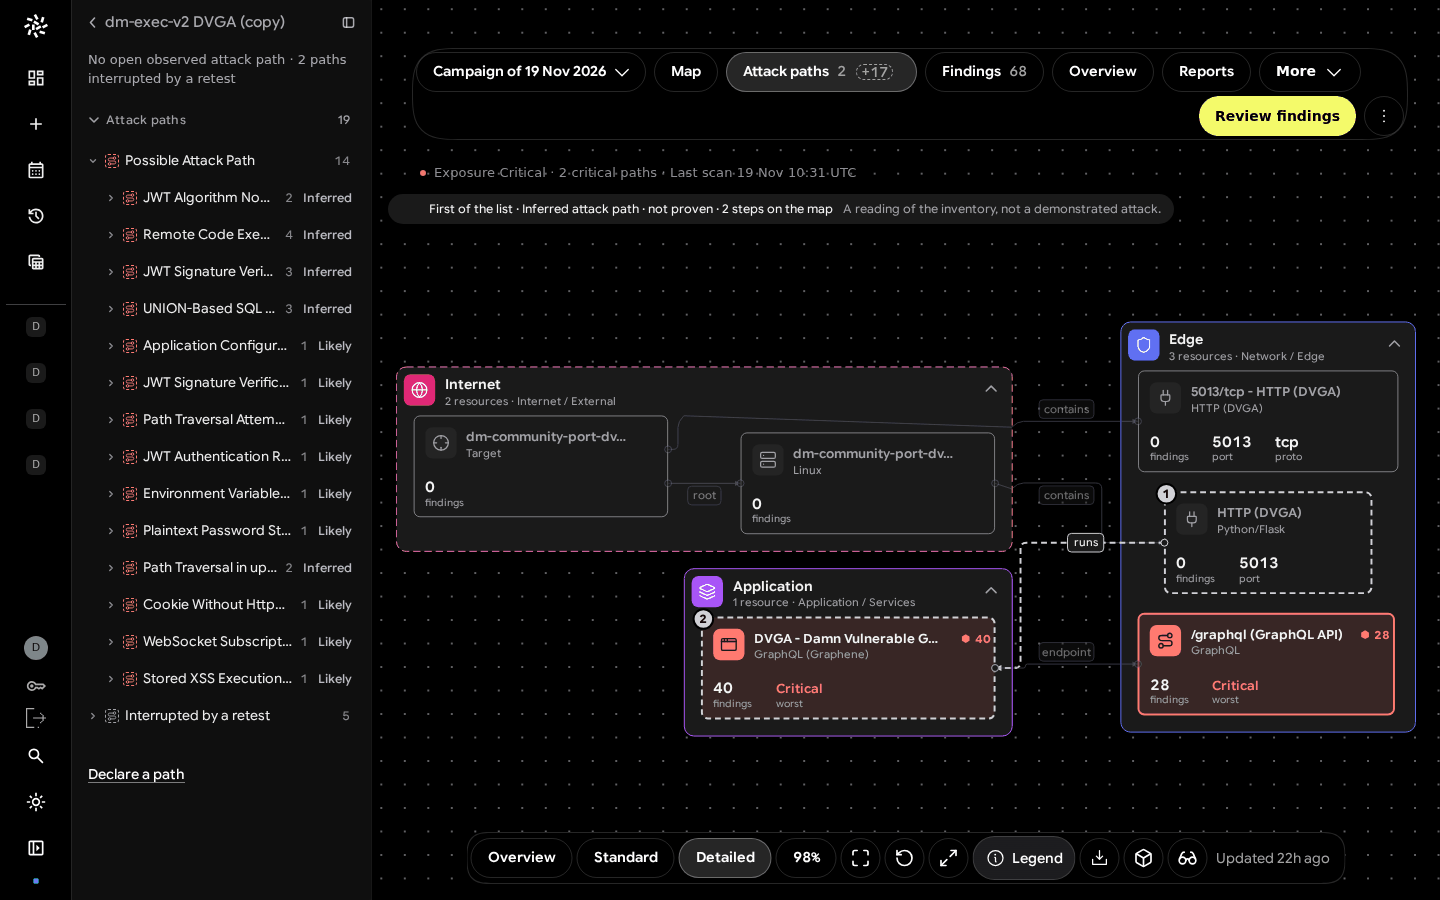 dm-exec-v2 DVGA (copy)
No open observed attack path · 2 paths
interrupted by a retest
Attack paths 19
Possible Attack Path 14
JWT Algorithm No... 2 Inferred
Remote Code Exe... 4 Inferred
JWT Signature Veri... 3 Inferred
UNION-Based SQL ... 3 Inferred
Application Configur... 1 Likely
JWT Signature Verific... 1 Likely
Path Traversal Attem... 1 Likely
JWT Authentication R... 1 Likely
Environment Variable... 1 Likely
Plaintext Password St... 1 Likely
Path Traversal in up... 2 Inferred
Cookie Without Http... 1 Likely
WebSocket Subscript... 1 Likely
Stored XSS Execution... 1 Likely
Interrupted by a retest 5
Declare a path
D
D
D
D
D
Campaign of 19 Nov 2026
Map
Attack paths 2 +17
Findings 68
Overview
Reports
More
Review findings
Exposure Critical · 2 critical paths · Last scan 19 Nov 10:31 UTC
First of the list · Inferred attack path · not proven · 2 steps on the map A reading of the inventory, not a demonstrated attack.
Internet
2 resources · Internet / External
dm-community-port-dv...
Target
0
findings
root
dm-community-port-dv...
Linux
0
findings
contains
contains
runs
endpoint
Application
1 resource · Application / Services
2
DVGA - Damn Vulnerable G... 40
GraphQL (Graphene)
40 Critical
findings worst
Edge
3 resources · Network / Edge
5013/tcp - HTTP (DVGA)
HTTP (DVGA)
0 5013 tcp
findings port proto
1
HTTP (DVGA)
Python/Flask
0 5013
findings port
/graphql (GraphQL API) 28
GraphQL
28 Critical
findings worst
Overview
Standard
Detailed
98%
Legend
Updated 22h ago